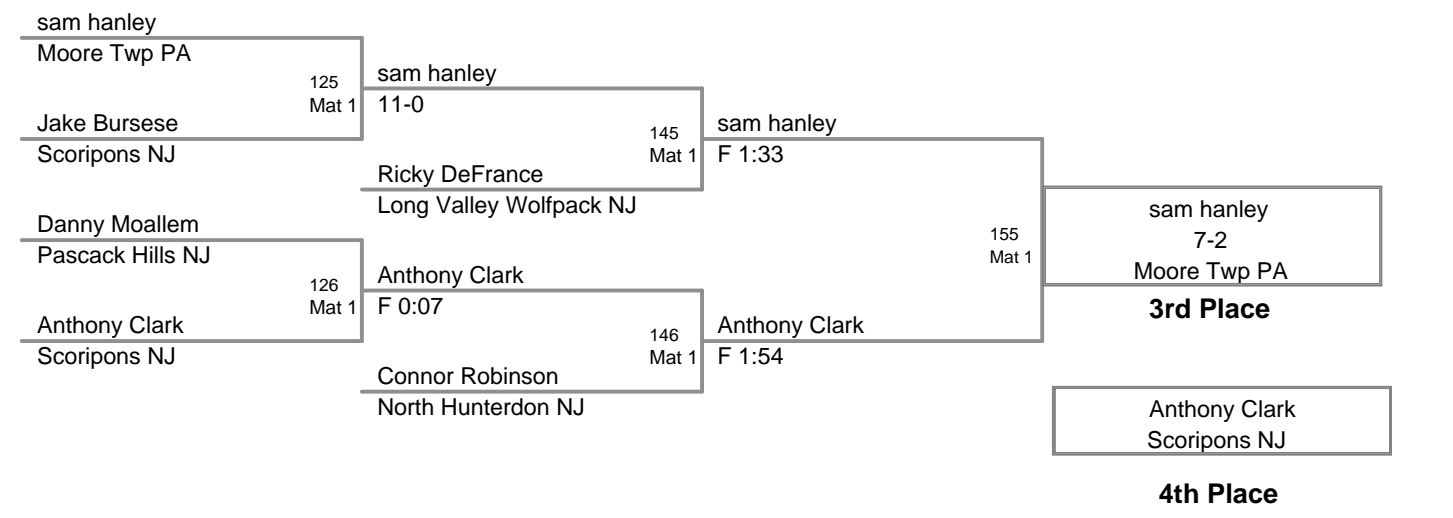 sam hanley
Moore Twp PA
125
Mat 1
Jake Bursese
Scoripons NJ
sam hanley
11-0
145
Mat 1
Ricky DeFrance
Long Valley Wolfpack NJ
sam hanley
F 1:33
Danny Moallem
Pascack Hills NJ
126
Mat 1
Anthony Clark
Scoripons NJ
Anthony Clark
F 0:07
146
Mat 1
Connor Robinson
North Hunterdon NJ
Anthony Clark
F 1:54
155
Mat 1
sam hanley
7-2
Moore Twp PA
3rd Place
Anthony Clark
Scoripons NJ
4th Place